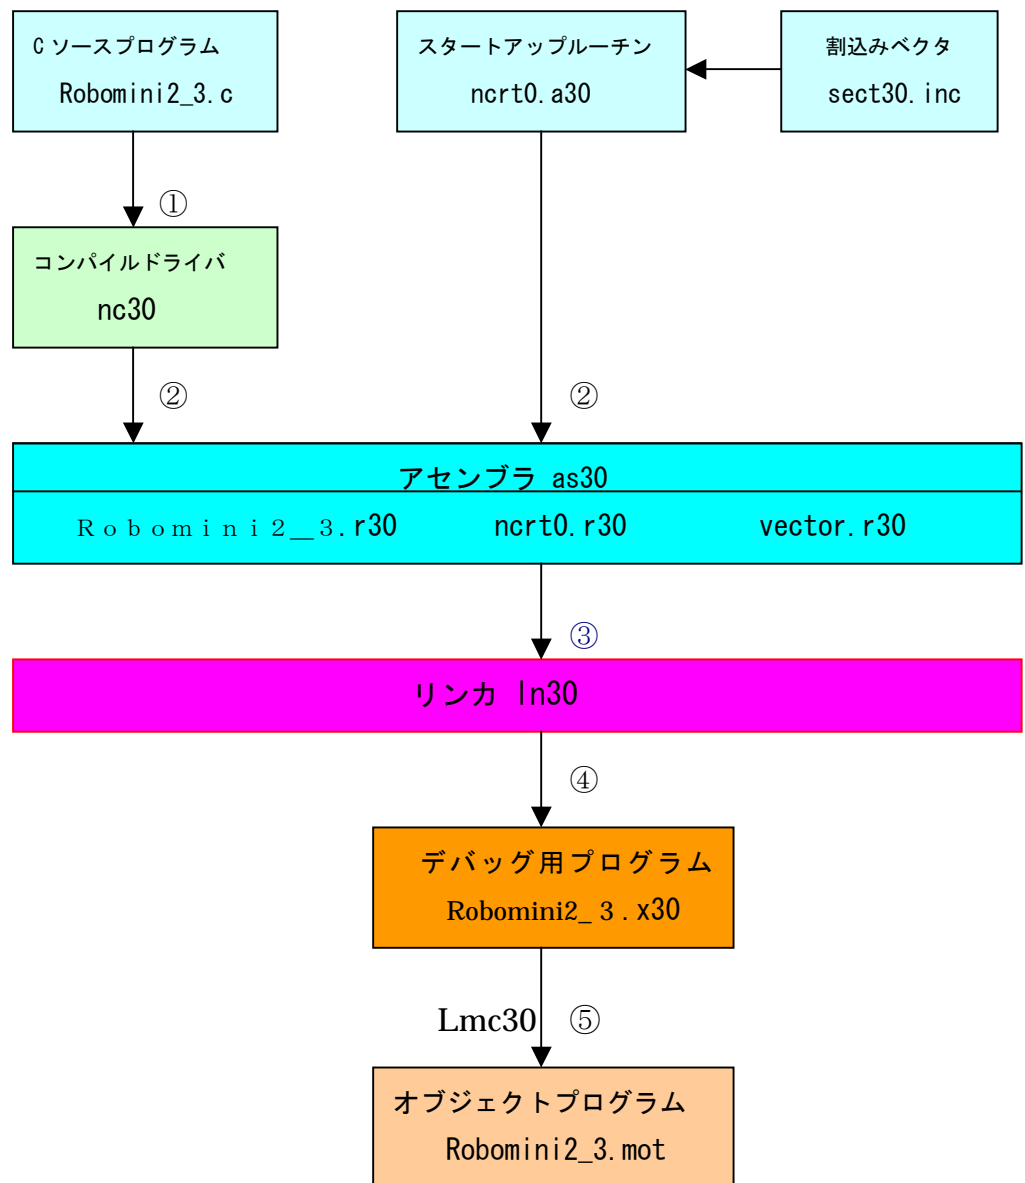 C ソースプログラム
Robomini2_3.c
スタートアップルーチン
ncrt0.a30
割込みベクタ
sect30.inc
①
コンパイルドライバ
nc30
②
②
アセンブラ as30
Ｒｏｂｏｍｉｎｉ２＿３.r30
ncrt0.r30
vector.r30
③
リンカ ln30
④
デバッグ用プログラム
Robomini2_３.x30
Lmc30
⑤
オブジェクトプログラム
Robomini2_3.mot